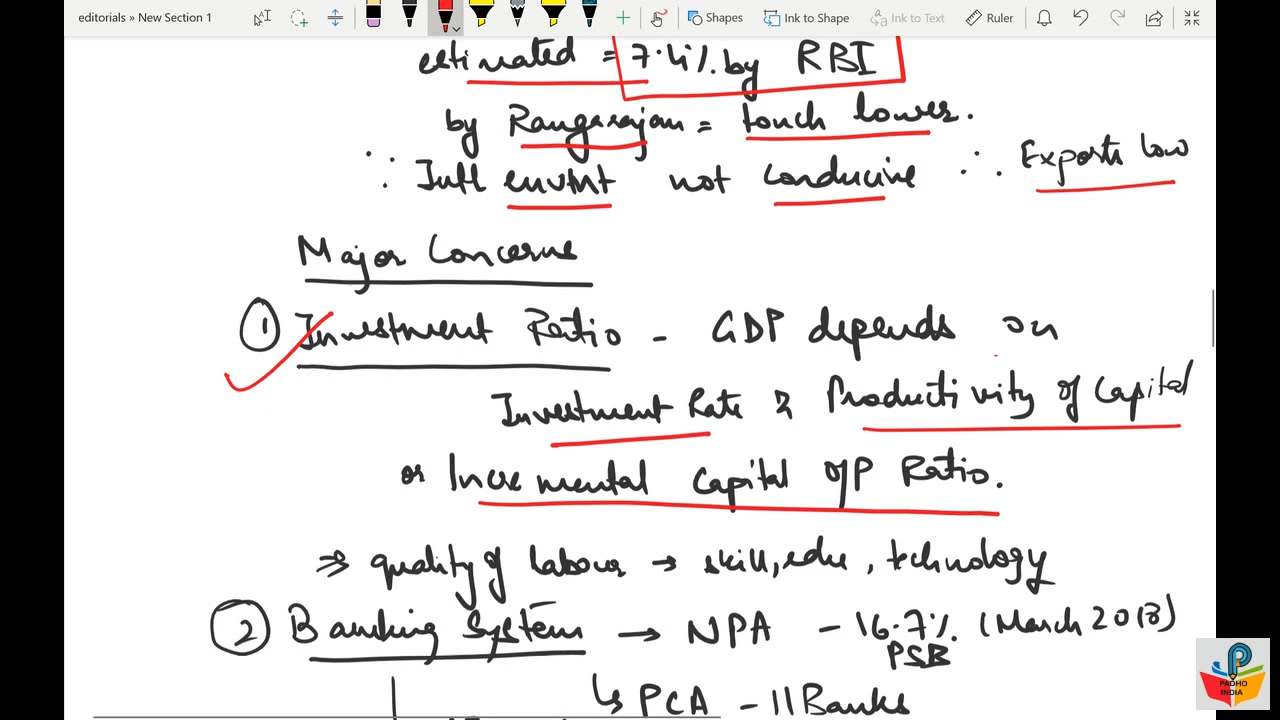 editorials » New Section 1
Shapes
Ink to Shape
Ink to Text
Ruler
estimated = 7.4% by RBI
by Rangarajan = touch lower.
∴ Intl envtnt not conducive ∴ Exports low
Major Concerns
① Investment Ratio - GDP depends on
Investment Rate & Productivity of Capital
or Incremental Capital O/P Ratio.
⇒ quality of labour → skill, edu, technology
② Banking System → NPA - 16.7% (March 2018)
PSB
↳ PCA - 11 Banks
PADHO
INDIA